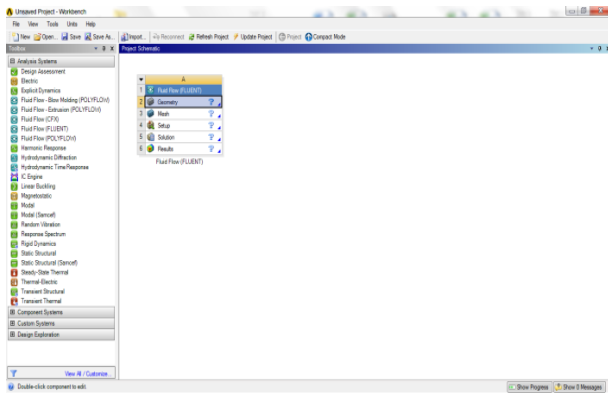 Unsaved Project - Workbench
File View Tools Units Help
New Open... Save Save As... Import... Reconnect Refresh Project Update Project Project Compact Mode
Toolbox
Project Schematic
Analysis Systems
Design Assessment
Electric
Explicit Dynamics
Fluid Flow - Blow Molding (POLYFLOW)
Fluid Flow - Extrusion (POLYFLOW)
Fluid Flow (CFX)
Fluid Flow (FLUENT)
Fluid Flow (POLYFLOW)
Harmonic Response
Hydrodynamic Diffraction
Hydrodynamic Time Response
IC Engine
Linear Buckling
Magnetostatic
Modal
Modal (Samcef)
Random Vibration
Response Spectrum
Rigid Dynamics
Static Structural
Static Structural (Samcef)
Steady-State Thermal
Thermal-Electric
Transient Structural
Transient Thermal
Component Systems
Custom Systems
Design Exploration
View All / Customize...
A
1 Fluid Flow (FLUENT)
2 Geometry ?
3 Mesh ?
4 Setup ?
5 Solution ?
6 Results ?
Fluid Flow (FLUENT)
Double-click component to edit.
Show Progress Show 0 Messages